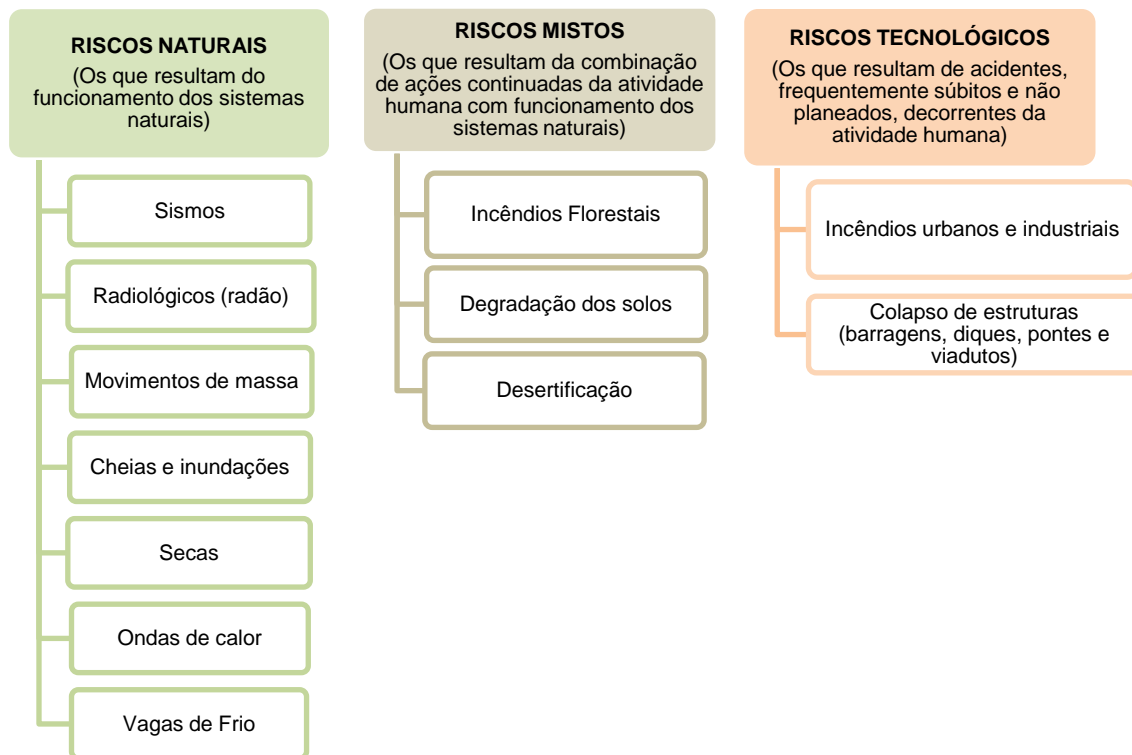 RISCOS NATURAIS
(Os que resultam do
funcionamento dos sistemas
naturais)
Sismos
Radiológicos (radão)
Movimentos de massa
Cheias e inundações
Secas
Ondas de calor
Vagas de Frio
RISCOS MISTOS
(Os que resultam da combinação
de ações continuadas da atividade
humana com funcionamento dos
sistemas naturais)
Incêndios Florestais
Degradação dos solos
Desertificação
RISCOS TECNOLÓGICOS
(Os que resultam de acidentes,
frequentemente súbitos e não
planeados, decorrentes da
atividade humana)
Incêndios urbanos e industriais
Colapso de estruturas
(barragens, diques, pontes e
viadutos)